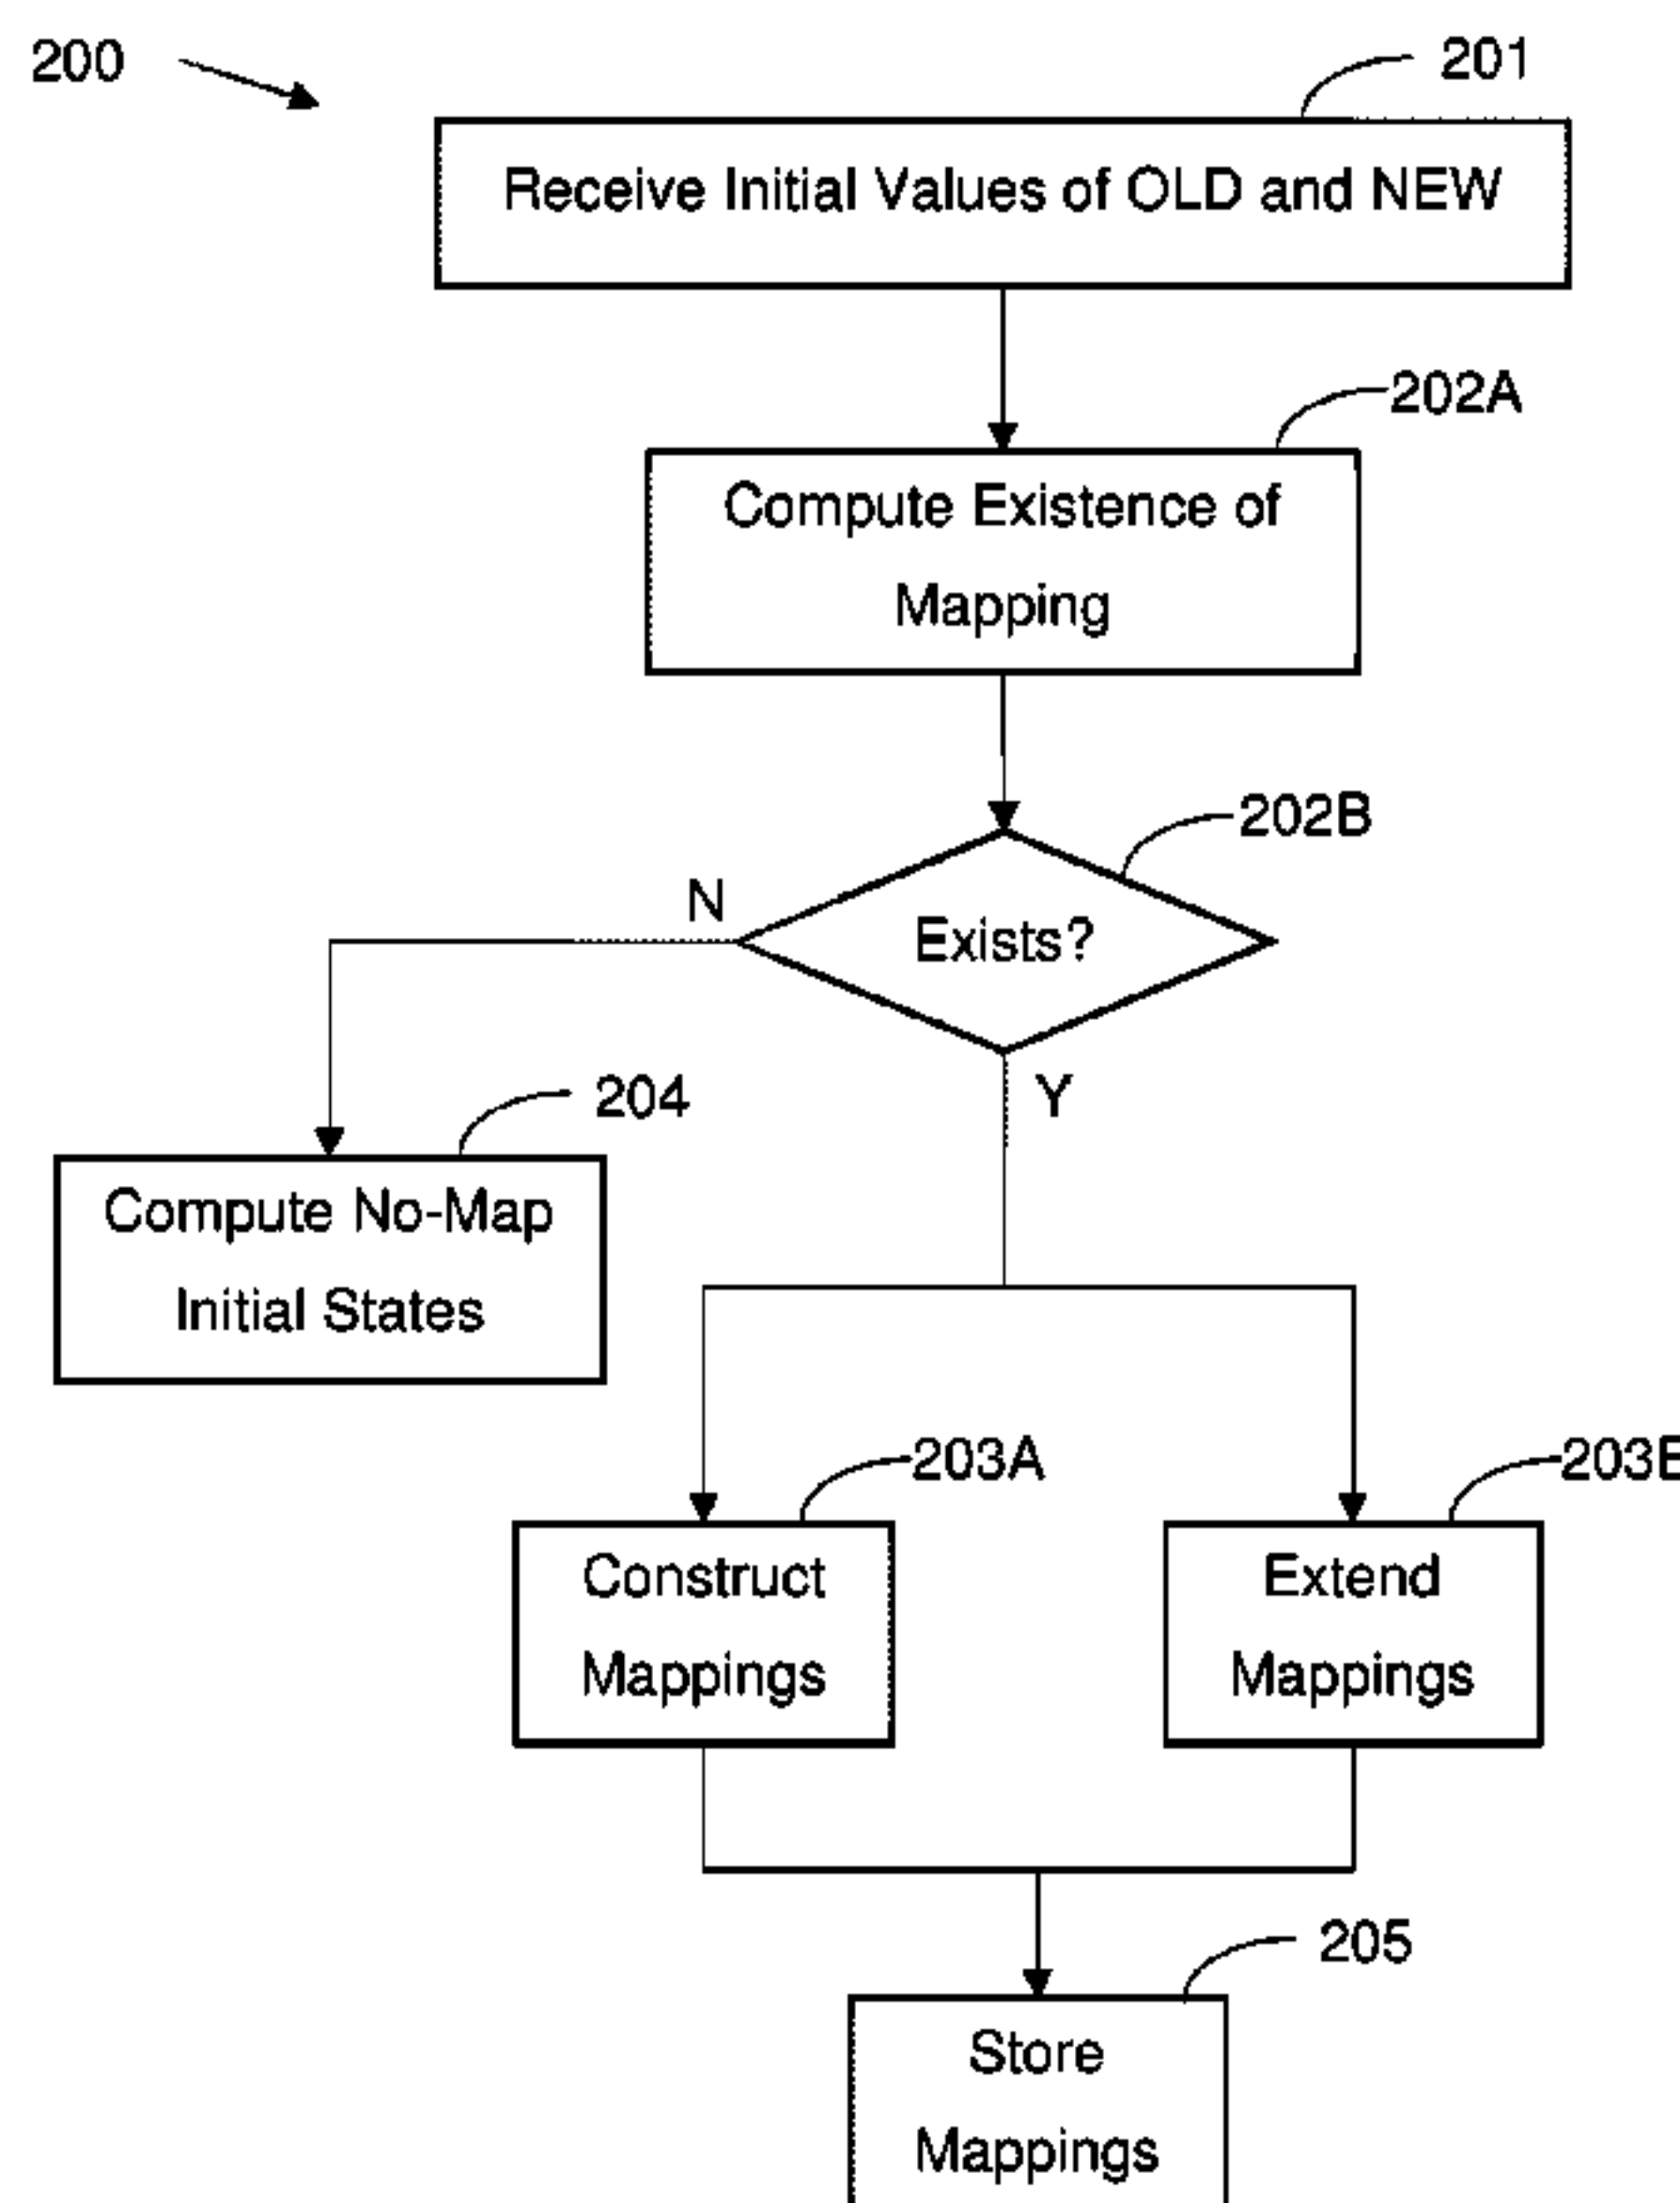 200
201
Receive Initial Values of OLD and NEW
202A
Compute Existence of
Mapping
202B
N
Exists?
Y
204
Compute No-Map
Initial States
203A
Construct
Mappings
Extend
Mappings
205
Store
Mappings